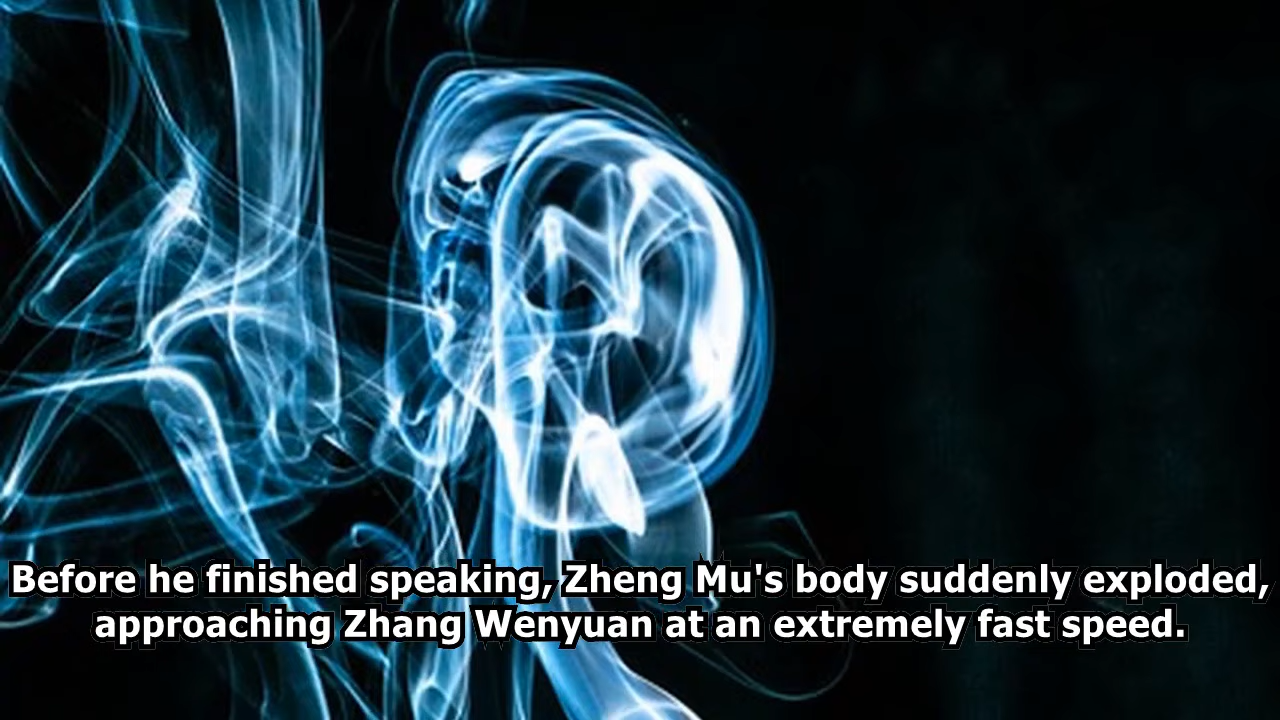 Before he finished speaking, Zheng Mu's body suddenly exploded,
approaching Zhang Wenyuan at an extremely fast speed.